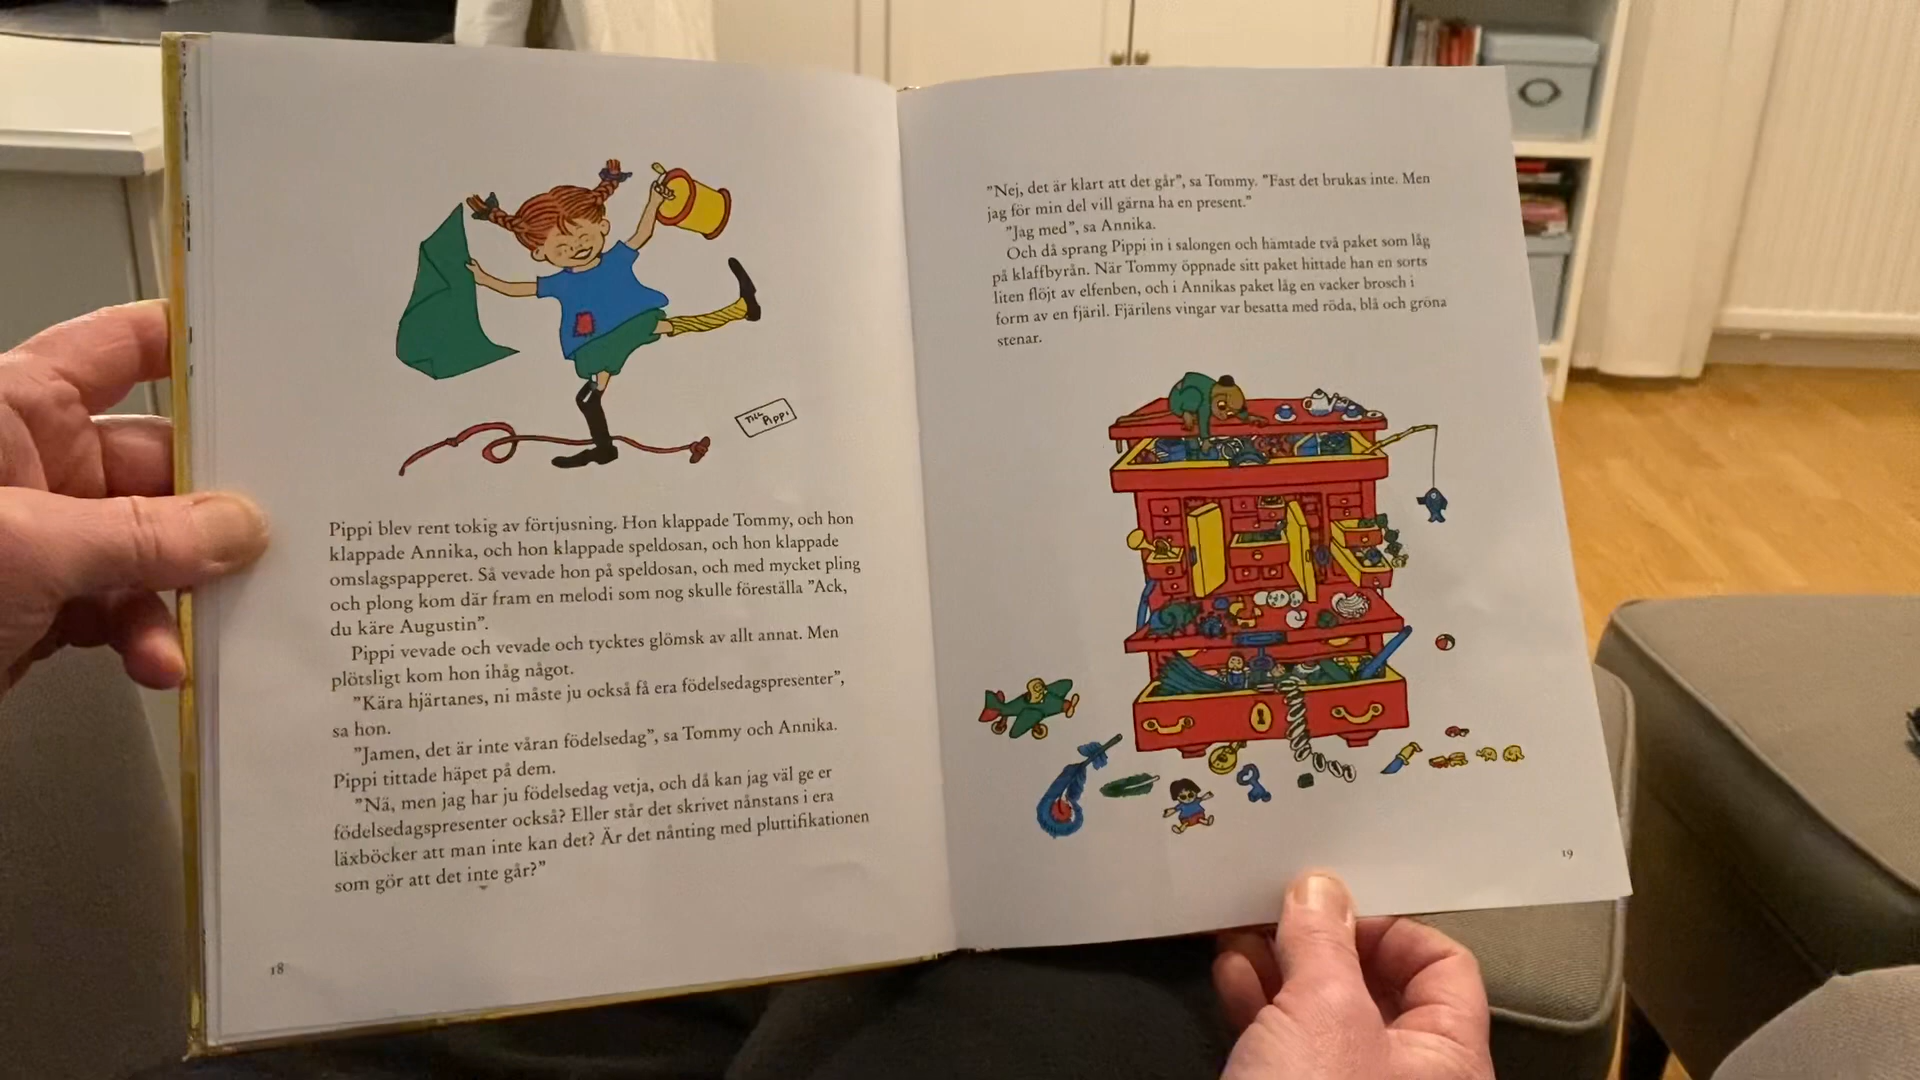 TILL
Pippi
Pippi blev rent tokig av förtjusning. Hon klappade Tommy, och hon
klappade Annika, och hon klappade speldosan, och hon klappade
omslagspapperet. Så vevade hon på speldosan, och med mycket pling
och plong kom där fram en melodi som nog skulle föreställa ”Ack,
du käre Augustin”.
Pippi vevade och vevade och tycktes glömsk av allt annat. Men
plötsligt kom hon ihåg något.
”Kära hjärtanes, ni måste ju också få era födelsedagspresenter”,
sa hon.
”Jamen, det är inte våran födelsedag”, sa Tommy och Annika.
Pippi tittade häpet på dem.
”Nä, men jag har ju födelsedag vetja, och då kan jag väl ge er
födelsedagspresenter också? Eller står det skrivet nånstans i era
läxböcker att man inte kan det? Är det nånting med pluttifikationen
som gör att det inte går?”
18
”Nej, det är klart att det går”, sa Tommy. ”Fast det brukas inte. Men
jag för min del vill gärna ha en present.”
”Jag med”, sa Annika.
Och då sprang Pippi in i salongen och hämtade två paket som låg
på klaffbyrån. När Tommy öppnade sitt paket hittade han en sorts
liten flöjt av elfenben, och i Annikas paket låg en vacker brosch i
form av en fjäril. Fjärilens vingar var besatta med röda, blå och gröna
stenar.
19